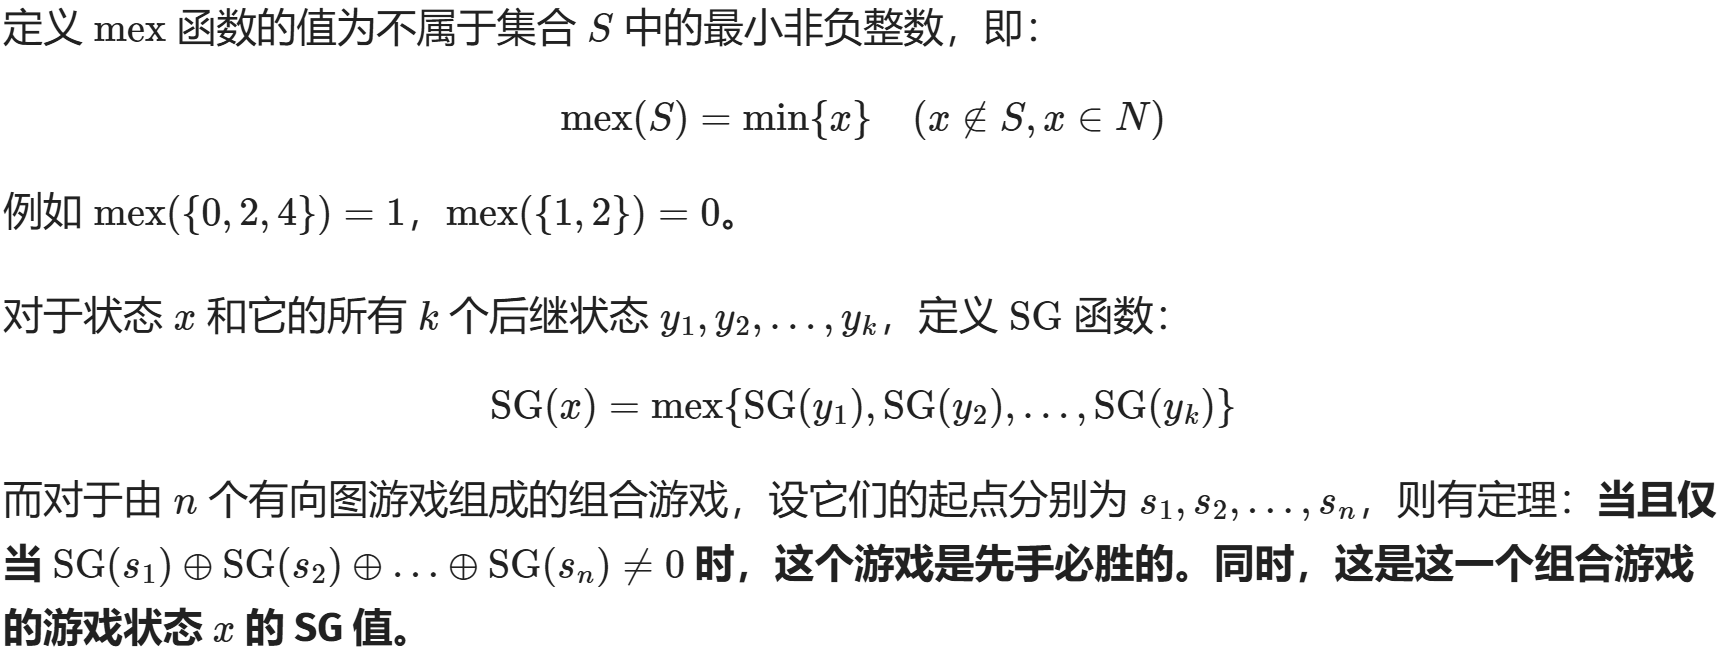 定义 mex 函数的值为不属于集合 S 中的最小非负整数，即：
mex(S) = min{x} (x ∉ S, x ∈ N)
例如 mex({0, 2, 4}) = 1，mex({1, 2}) = 0。
对于状态 x 和它的所有 k 个后继状态 y₁, y₂, …, yₖ，定义 SG 函数：
SG(x) = mex{SG(y₁), SG(y₂), …, SG(yₖ)}
而对于由 n 个有向图游戏组成的组合游戏，设它们的起点分别为 s₁, s₂, …, sₙ，则有定理：当且仅
当 SG(s₁) ⊕ SG(s₂) ⊕ … ⊕ SG(sₙ) ≠ 0 时，这个游戏是先手必胜的。同时，这是这一个组合游戏
的游戏状态 x 的 SG 值。